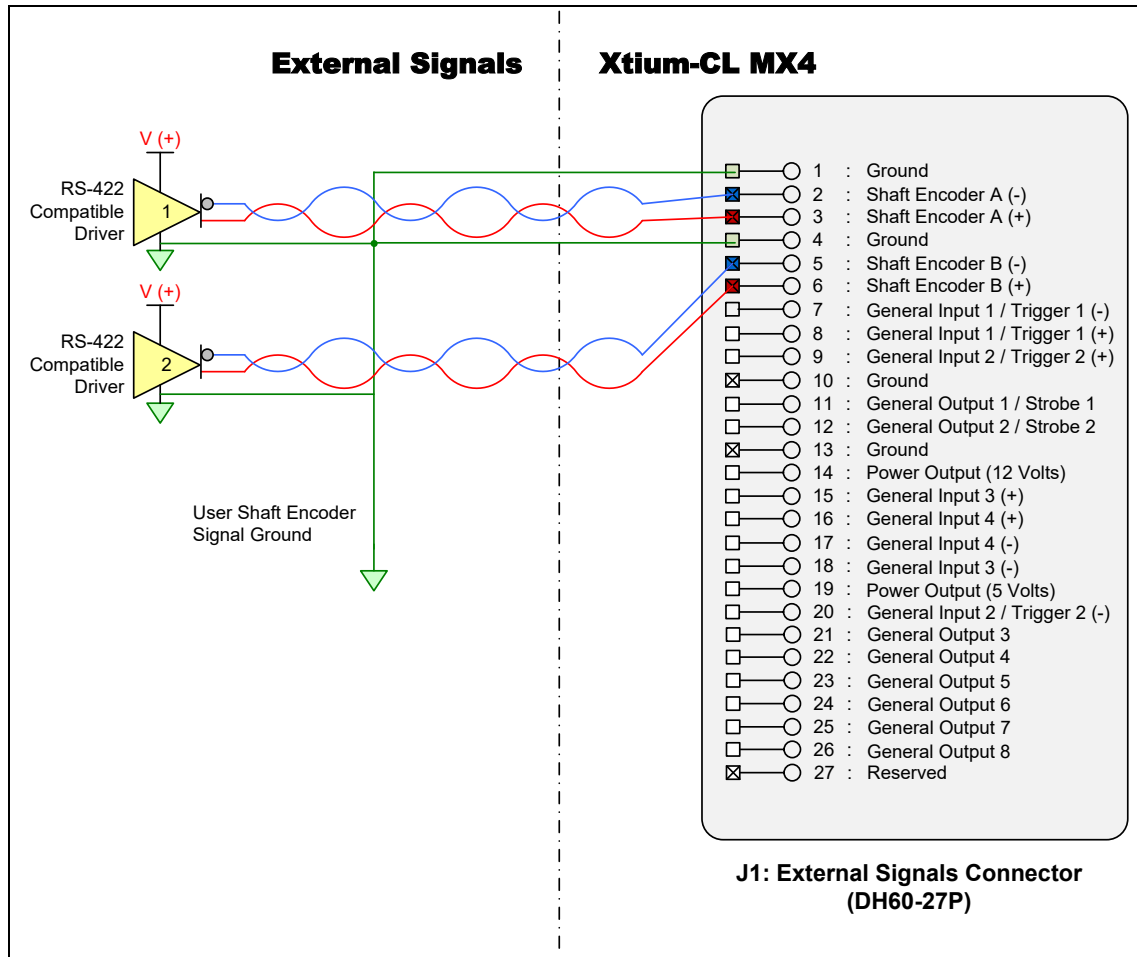 External Signals
Xtium-CL MX4
V (+)
RS-422
Compatible
Driver
1
V (+)
RS-422
Compatible
Driver
2
User Shaft Encoder
Signal Ground
1 : Ground
2 : Shaft Encoder A (-)
3 : Shaft Encoder A (+)
4 : Ground
5 : Shaft Encoder B (-)
6 : Shaft Encoder B (+)
7 : General Input 1 / Trigger 1 (-)
8 : General Input 1 / Trigger 1 (+)
9 : General Input 2 / Trigger 2 (+)
10 : Ground
11 : General Output 1 / Strobe 1
12 : General Output 2 / Strobe 2
13 : Ground
14 : Power Output (12 Volts)
15 : General Input 3 (+)
16 : General Input 4 (+)
17 : General Input 4 (-)
18 : General Input 3 (-)
19 : Power Output (5 Volts)
20 : General Input 2 / Trigger 2 (-)
21 : General Output 3
22 : General Output 4
23 : General Output 5
24 : General Output 6
25 : General Output 7
26 : General Output 8
27 : Reserved
J1: External Signals Connector
(DH60-27P)